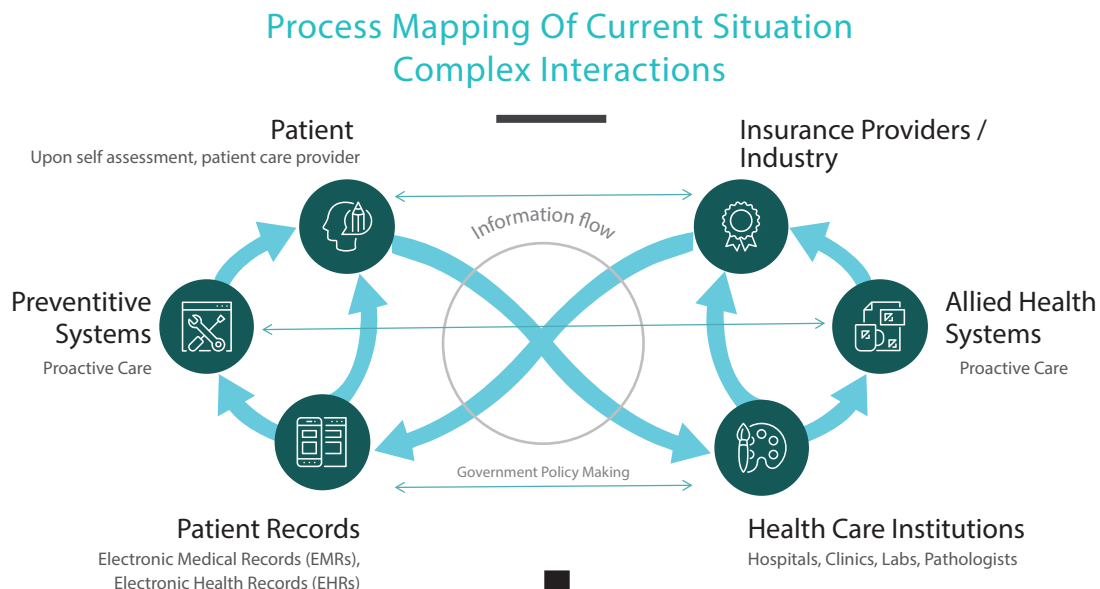 Process Mapping Of Current Situation
Complex Interactions
Patient
Upon self assessment, patient care provider
Insurance Providers /
Industry
Information flow
Preventitive
Systems
Proactive Care
Allied Health
Systems
Proactive Care
Government Policy Making
Patient Records
Electronic Medical Records (EMRs),
Electronic Health Records (EHRs)
Health Care Institutions
Hospitals, Clinics, Labs, Pathologists